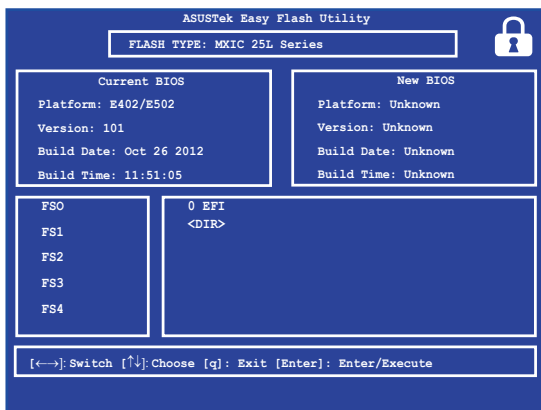 ASUSTek Easy Flash Utility
FLASH TYPE: MXIC 25L Series
Current BIOS
Platform: E402/E502
Version: 101
Build Date: Oct 26 2012
Build Time: 11:51:05
New BIOS
Platform: Unknown
Version: Unknown
Build Date: Unknown
Build Time: Unknown
FSO
FS1
FS2
FS3
FS4
0 EFI
<DIR>
[←→]: Switch [↑↓]: Choose [q]: Exit [Enter]: Enter/Execute